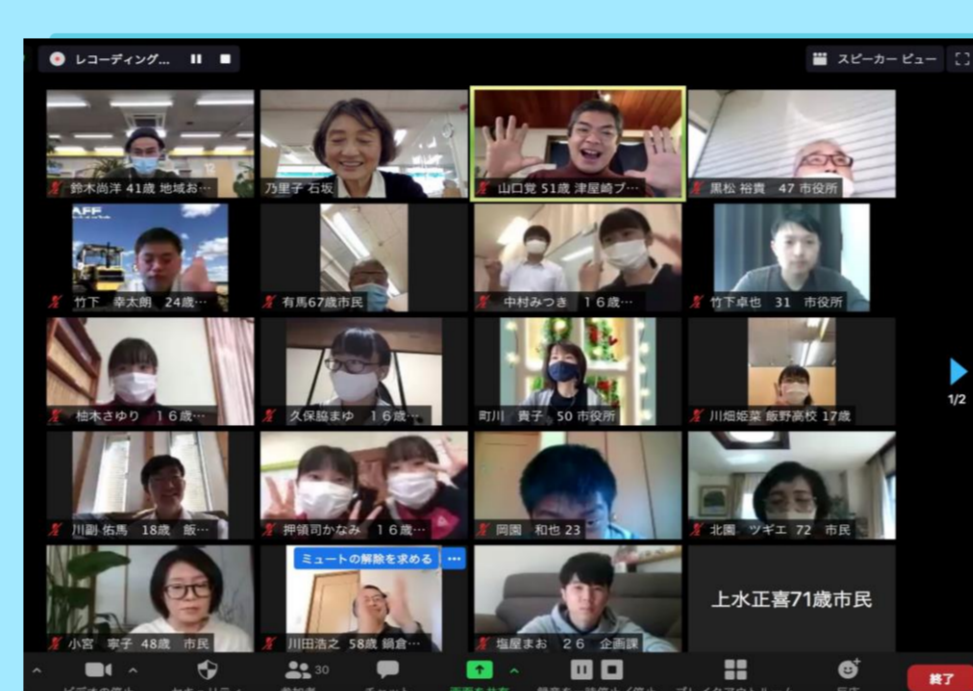 レコーディング…
スピーカー ビュー
鈴木尚洋 41歳 地域お…
乃里子 石坂
山口覚 51歳 津屋崎ブ…
黒松 裕貴 47 市役所
竹下 幸太朗 24歳…
有馬67歳市民
中村みつき 16歳…
竹下卓也 31 市役所
柚木さゆり 16歳…
久保脇まゆ 16歳…
町川 貴子 50 市役所
川畑姫菜 飯野高校 17歳
1/2
川副 佑馬 18歳 飯…
押領司かなみ 16歳…
岡園 和也 23
北園 ツギエ 72 市民
ミュートの解除を求める
小宮 寧子 48歳 市民
川田浩之 58歳 鍋倉…
塩屋まお 26 企画課
上水正喜71歳市民
30
終了